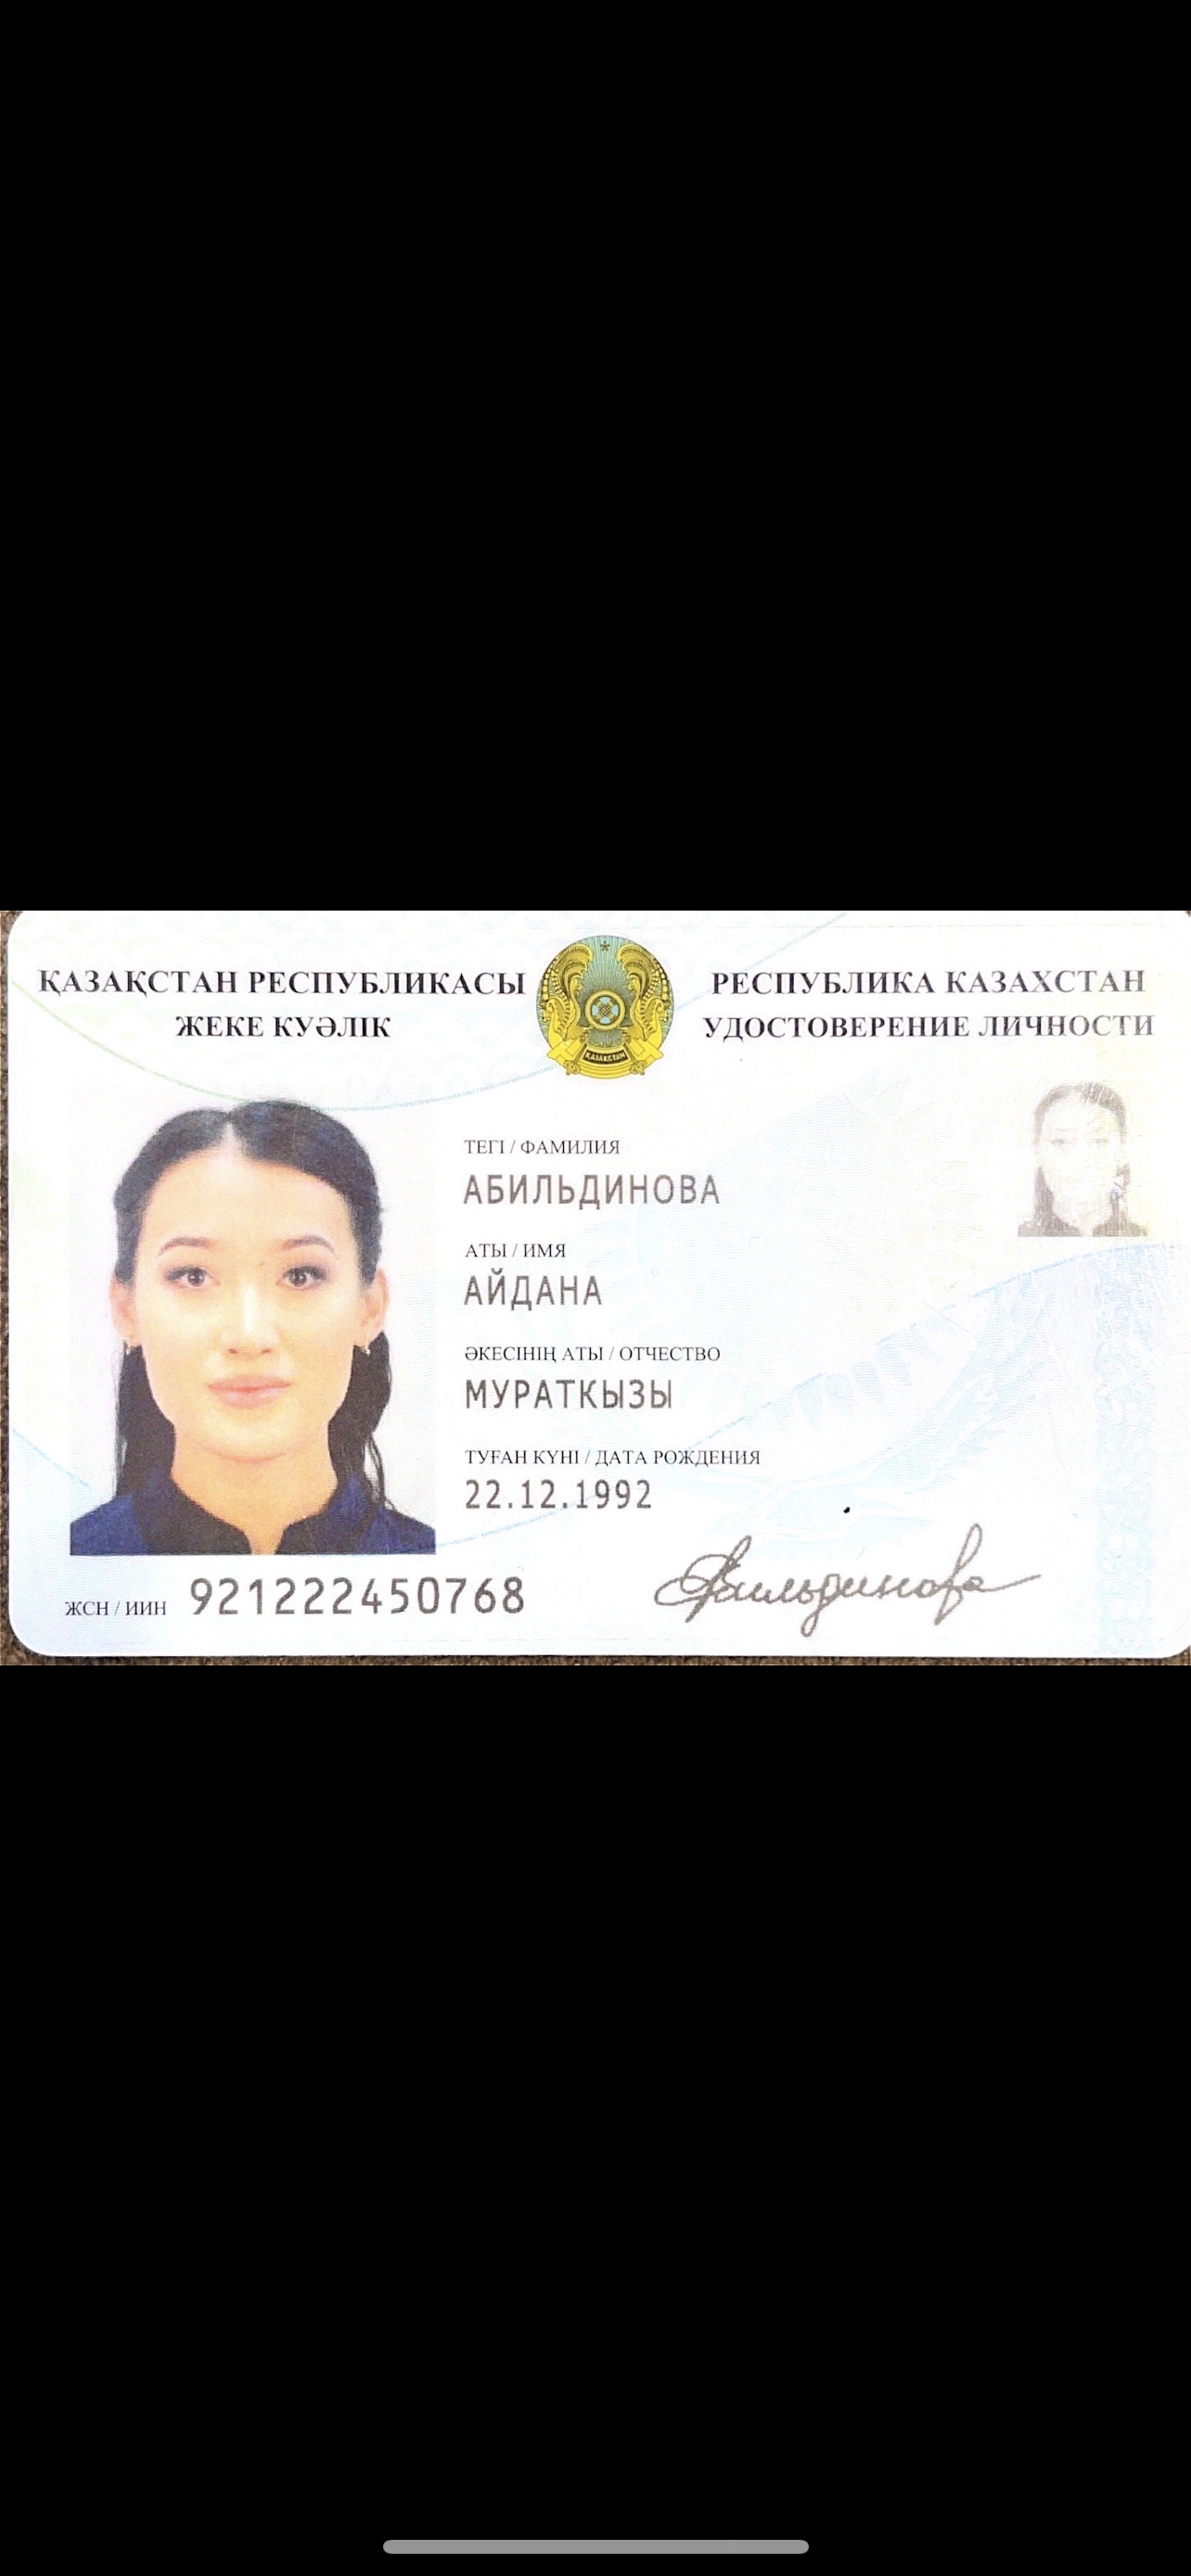 ҚАЗАҚСТАН РЕСПУБЛИКАСЫ
ЖЕКЕ КУӘЛІК
ҚАЗАҚСТАН
РЕСПУБЛИКА КАЗАХСТАН
УДОСТОВЕРЕНИЕ ЛИЧНОСТИ
ТЕГІ / ФАМИЛИЯ
АБИЛЬДИНОВА
АТЫ / ИМЯ
АЙДАНА
ӘКЕСІНІҢ АТЫ / ОТЧЕСТВО
МУРАТКЫЗЫ
ТУҒАН КҮНІ / ДАТА РОЖДЕНИЯ
22.12.1992
ЖСН / ИИН 921222450768
Абильдинова